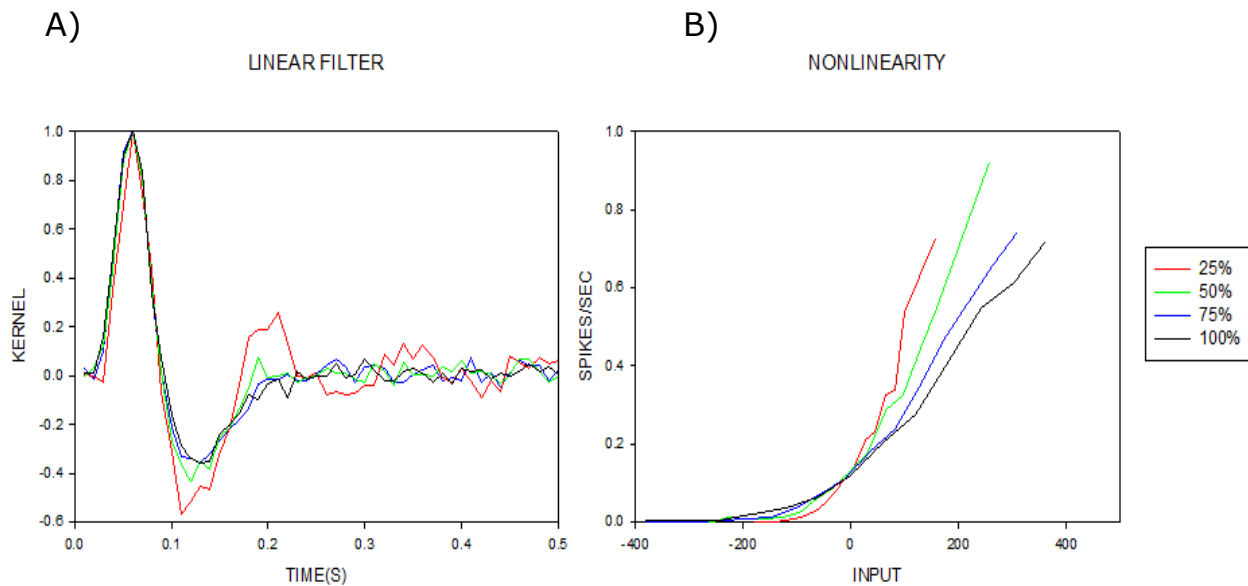 A)
B)
LINEAR FILTER
NONLINEARITY
KERNEL
1.0
0.8
0.6
0.4
0.2
0.0
-0.2
-0.4
-0.6
0.0 0.1 0.2 0.3 0.4 0.5
TIME(S)
SPIKES/SEC
1.0
0.8
0.6
0.4
0.2
0.0
-400 -200 0 200 400
INPUT
25%
50%
75%
100%